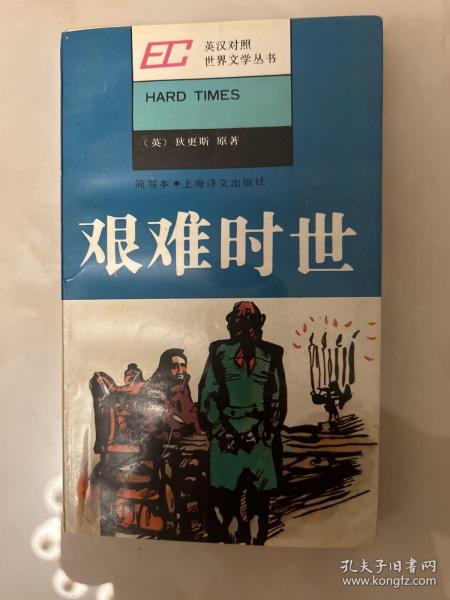 EC
英汉对照
世界文学丛书
HARD TIMES
〔英〕狄更斯 原著
简写本●上海译文出版社
艰难时世
孔夫子旧书网
www.kongfz.com